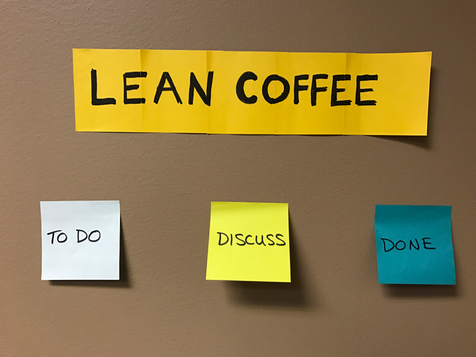 LEAN COFFEE
TO DO
DISCUSS
DONE